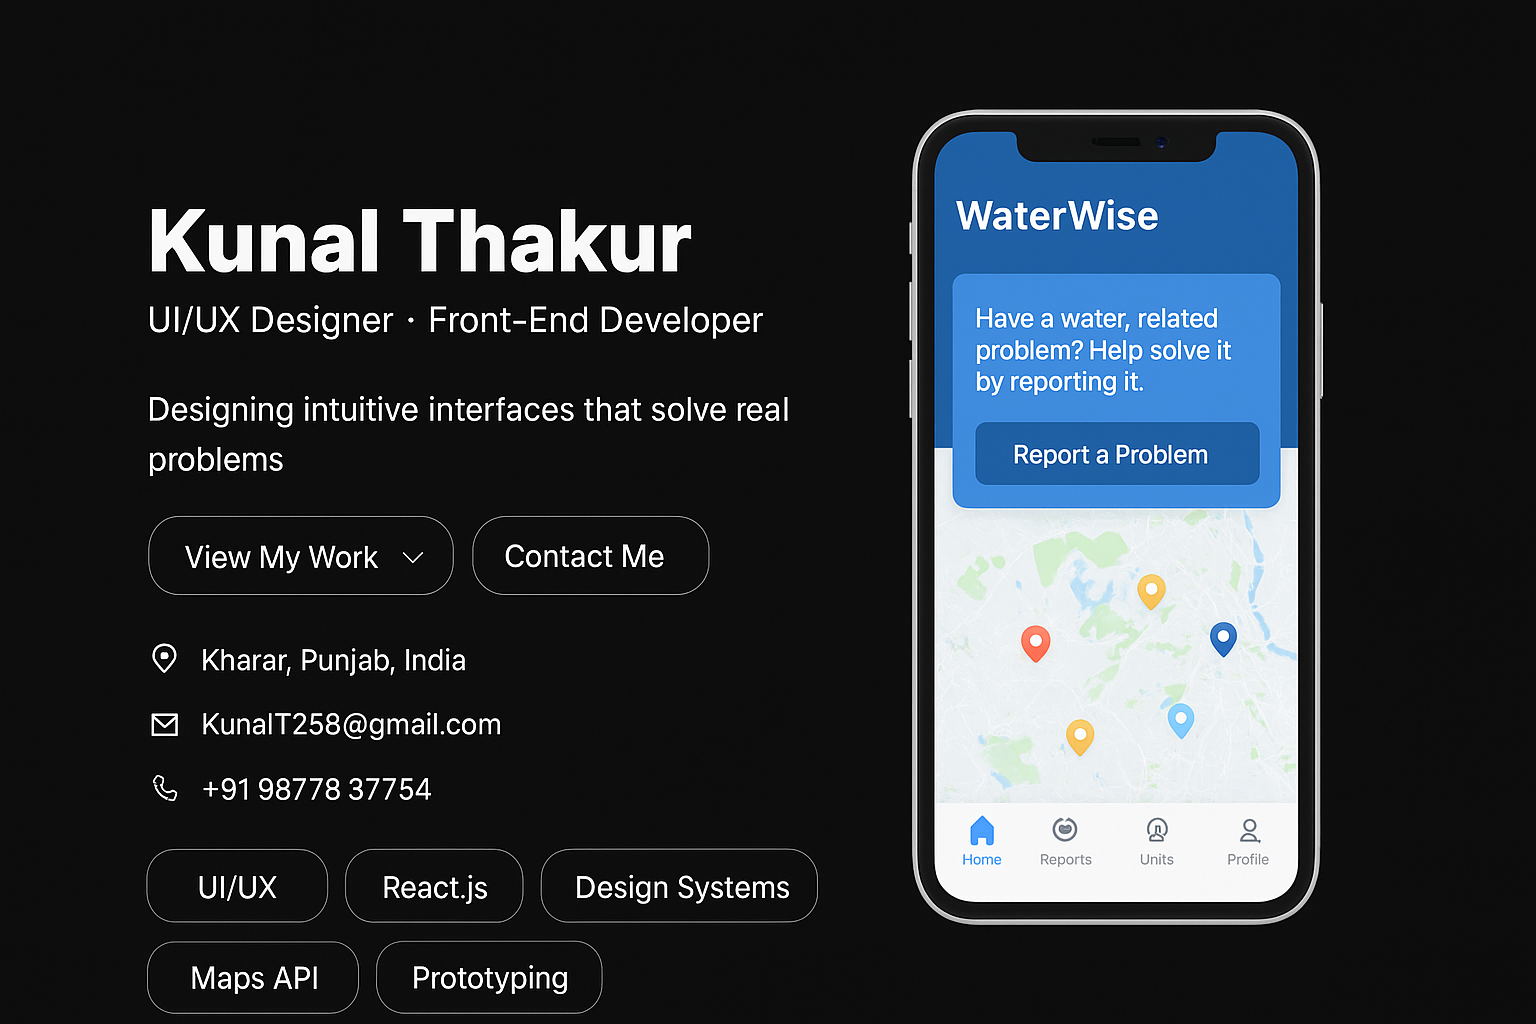 Kunal Thakur
UI/UX Designer · Front-End Developer
Designing intuitive interfaces that solve real
problems
View My Work
Contact Me
Kharar, Punjab, India
KunalT258@gmail.com
+91 98778 37754
UI/UX
React.js
Design Systems
Maps API
Prototyping
WaterWise
Have a water, related
problem? Help solve it
by reporting it.
Report a Problem
Home
Reports
Units
Profile